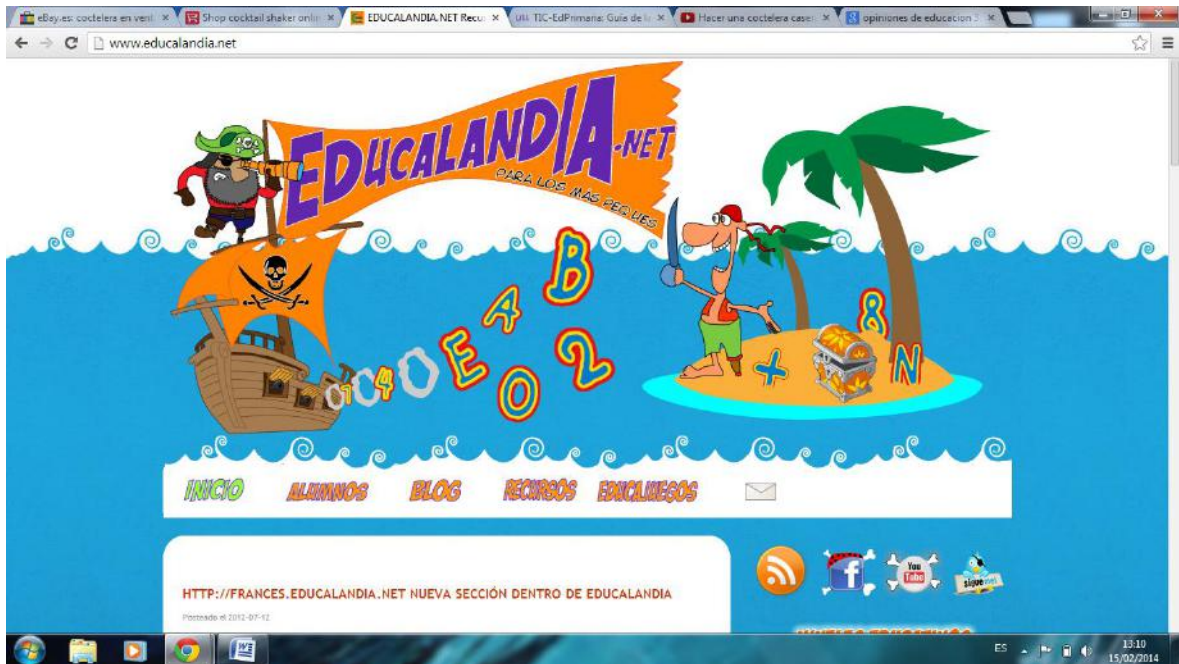 eBay.es: coctelera en vent
Shop cocktail shaker onlin
EDUCALANDIA.NET Recu
TIC-EdPrimaria: Guía de l
Hacer una coctelera case
opiniones de educacion 3
www.educalandia.net
EDUCALANDIA.NET
PARA LOS MAS PEQUES
B
A
E
2
O
4
7
8
+
N
INICIO
ALUMNOS
BLOG
RECURSOS
EDUCAJUEGOS
HTTP://FRANCES.EDUCALANDIA.NET NUEVA SECCIÓN DENTRO DE EDUCALANDIA
Posteado el 2012-07-12
You
Tube
sigueme!
ES
13:10
15/02/2014